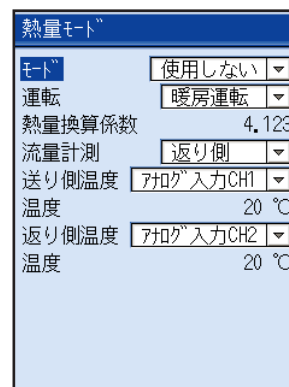 熱量ﾓｰﾄﾞ
ﾓｰﾄﾞ 使用しない
運転 暖房運転
熱量換算係数 4.123
流量計測 返り側
送り側温度 ｱﾅﾛｸﾞ入力CH1
温度 20 ℃
返り側温度 ｱﾅﾛｸﾞ入力CH2
温度 20 ℃